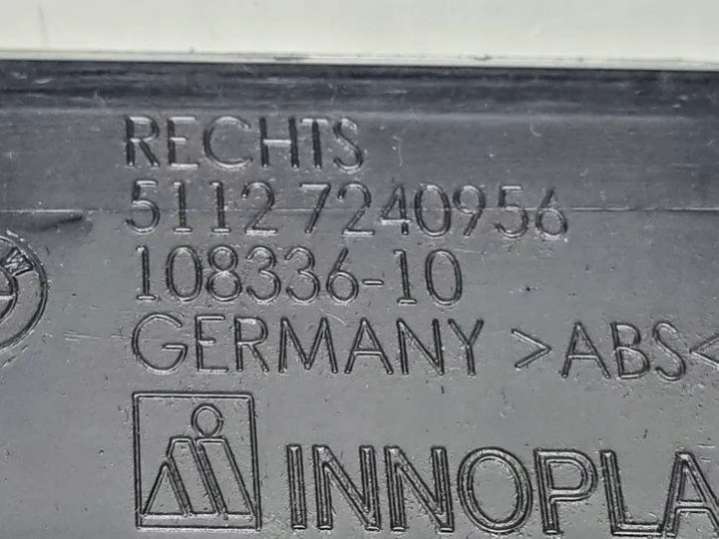 RECHTS
5112 7240956
108336-10
GERMANY >ABS<
INNOPLA